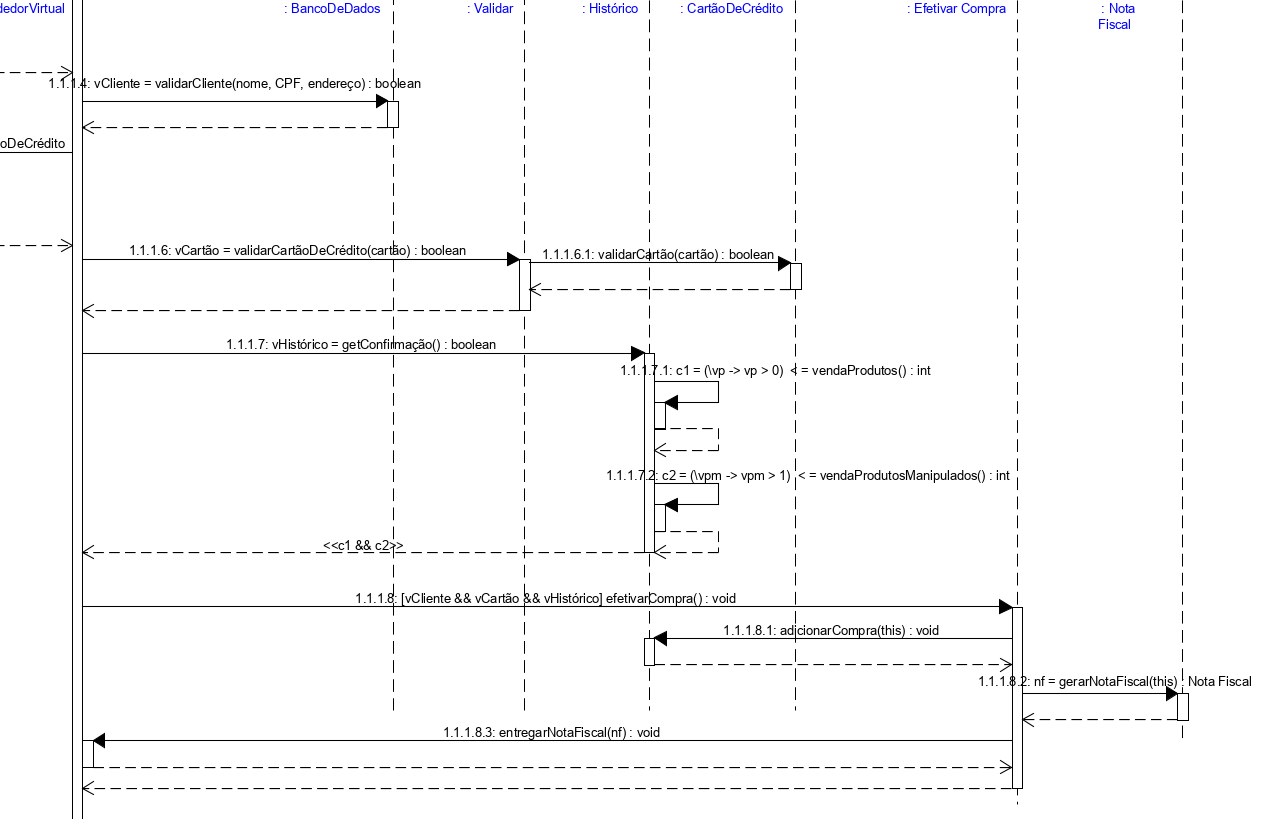 dedorVirtual
: BancoDeDados
: Validar
: Histórico
: CartãoDeCrédito
: Efetivar Compra
: Nota
Fiscal
1.1.1.4: vCliente = validarCliente(nome, CPF, endereço) : boolean
oDeCrédito
1.1.1.6: vCartão = validarCartãoDeCrédito(cartão) : boolean
1.1.1.6.1: validarCartão(cartão) : boolean
1.1.1.7: vHistórico = getConfirmação() : boolean
1.1.1.7.1: c1 = (\vp -> vp > 0) < = vendaProdutos() : int
1.1.1.7.2: c2 = (\vpm -> vpm > 1) < = vendaProdutosManipulados() : int
<<c1 && c2>>
1.1.1.8: [vCliente && vCartão && vHistórico] efetivarCompra() : void
1.1.1.8.1: adicionarCompra(this) : void
1.1.1.8.2: nf = gerarNotaFiscal(this) : Nota Fiscal
1.1.1.8.3: entregarNotaFiscal(nf) : void